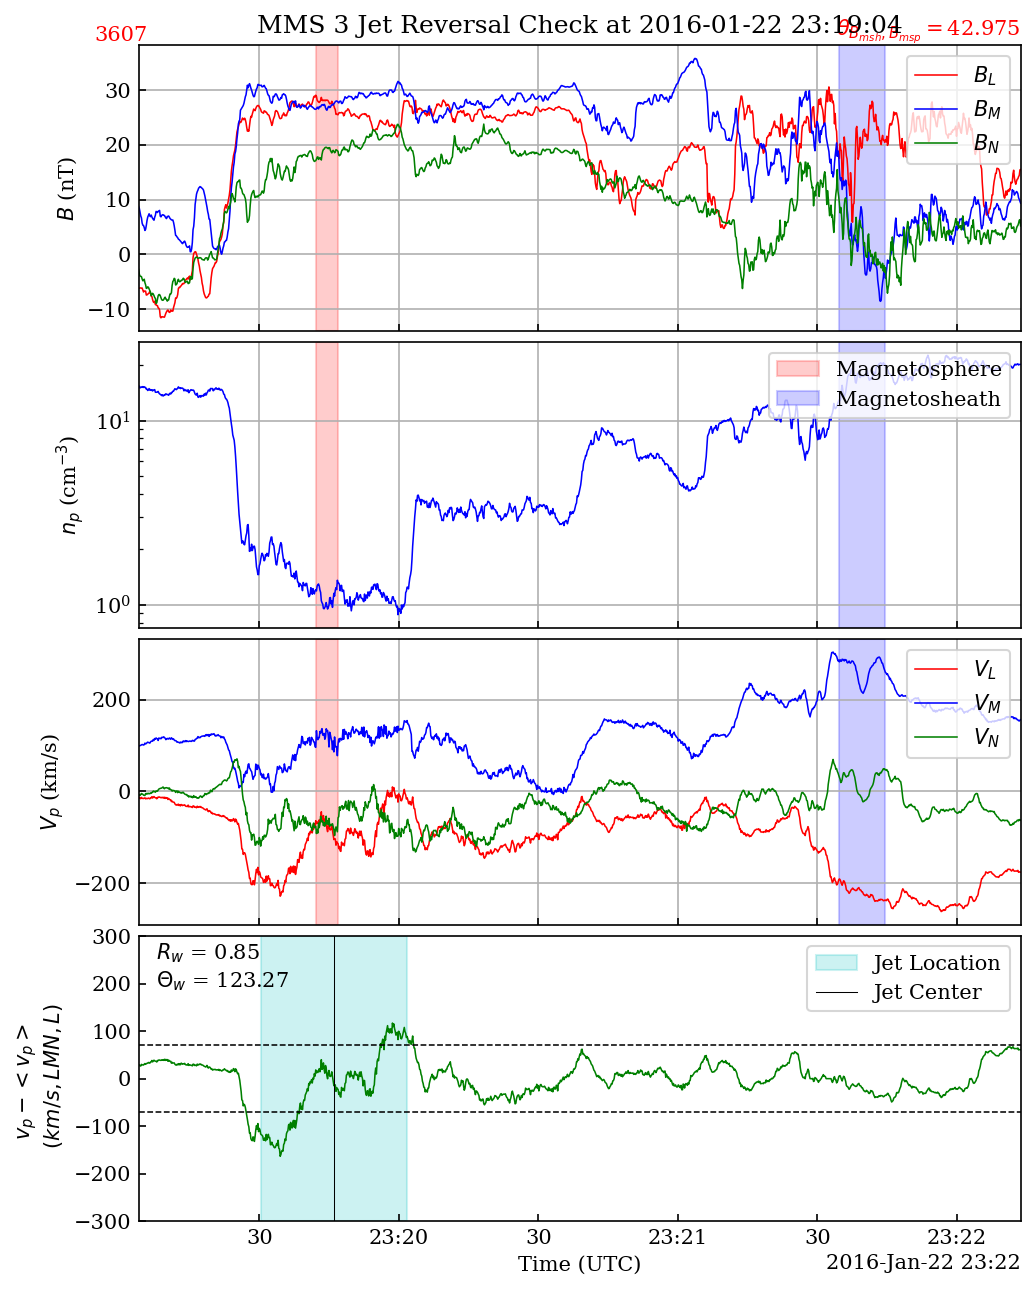 3607
MMS 3 Jet Reversal Check at 2016-01-22 23:19:04
θ_{B_{msh}, B_{msp}} = 42.975
B (nT)
30
20
10
0
−10
B_L
B_M
B_N
n_p (cm^{−3})
10^1
10^0
Magnetosphere
Magnetosheath
V_p (km/s)
200
0
−200
V_L
V_M
V_N
v_p − < v_p >
(km/s, LMN, L)
300
200
100
0
−100
−200
−300
R_w = 0.85
Θ_w = 123.27
Jet Location
Jet Center
30 23:20 30 23:21 30 23:22
Time (UTC)
2016-Jan-22 23:22